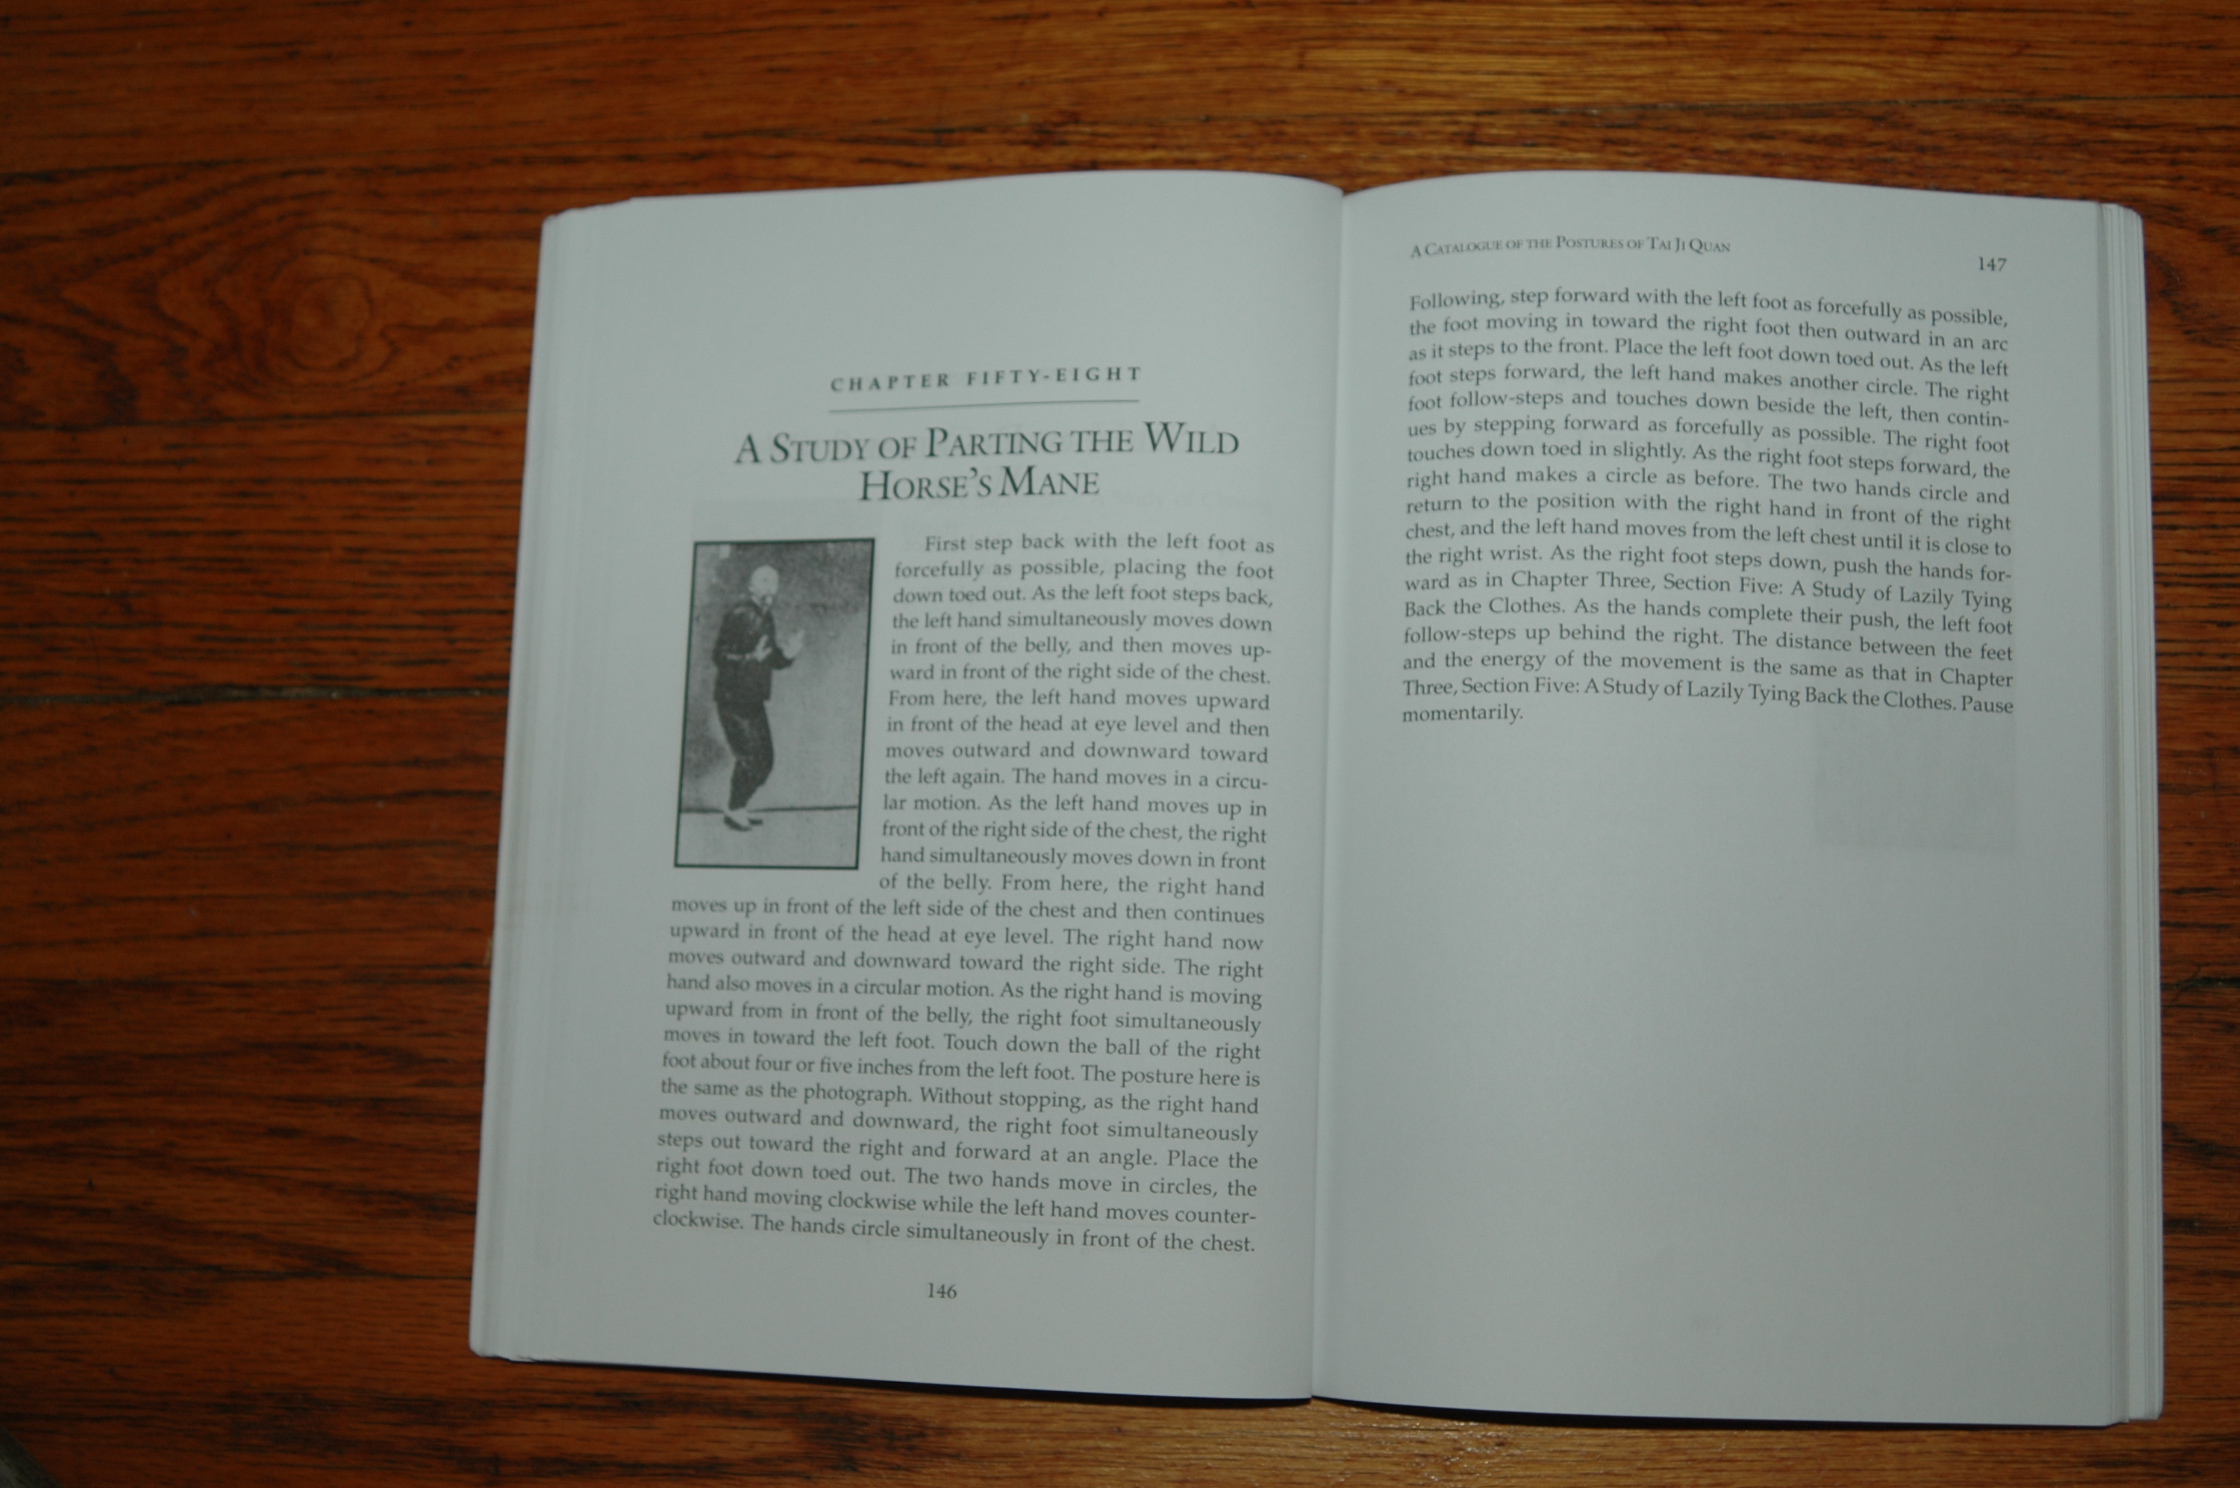 CHAPTER FIFTY-EIGHT
A STUDY OF PARTING THE WILD
HORSE'S MANE
First step back with the left foot as
forcefully as possible, placing the foot
down toed out. As the left foot steps back,
the left hand simultaneously moves down
in front of the belly, and then moves up-
ward in front of the right side of the chest.
From here, the left hand moves upward
in front of the head at eye level and then
moves outward and downward toward
the left again. The hand moves in a circu-
lar motion. As the left hand moves up in
front of the right side of the chest, the right
hand simultaneously moves down in front
of the belly. From here, the right hand
moves up in front of the left side of the chest and then continues
upward in front of the head at eye level. The right hand now
moves outward and downward toward the right side. The right
hand also moves in a circular motion. As the right hand is moving
upward from in front of the belly, the right foot simultaneously
moves in toward the left foot. Touch down the ball of the right
foot about four or five inches from the left foot. The posture here is
the same as the photograph. Without stopping, as the right hand
moves outward and downward, the right foot simultaneously
steps out toward the right and forward at an angle. Place the
right foot down toed out. The two hands move in circles, the
right hand moving clockwise while the left hand moves counter-
clockwise. The hands circle simultaneously in front of the chest.
146
A CATALOGUE OF THE POSTURES OF TAI JI QUAN
147
Following, step forward with the left foot as forcefully as possible,
the foot moving in toward the right foot then outward in an arc
as it steps to the front. Place the left foot down toed out. As the left
foot steps forward, the left hand makes another circle. The right
foot follow-steps and touches down beside the left, then contin-
ues by stepping forward as forcefully as possible. The right foot
touches down toed in slightly. As the right foot steps forward, the
right hand makes a circle as before. The two hands circle and
return to the position with the right hand in front of the right
chest, and the left hand moves from the left chest until it is close to
the right wrist. As the right foot steps down, push the hands for-
ward as in Chapter Three, Section Five: A Study of Lazily Tying
Back the Clothes. As the hands complete their push, the left foot
follow-steps up behind the right. The distance between the feet
and the energy of the movement is the same as that in Chapter
Three, Section Five: A Study of Lazily Tying Back the Clothes. Pause
momentarily.